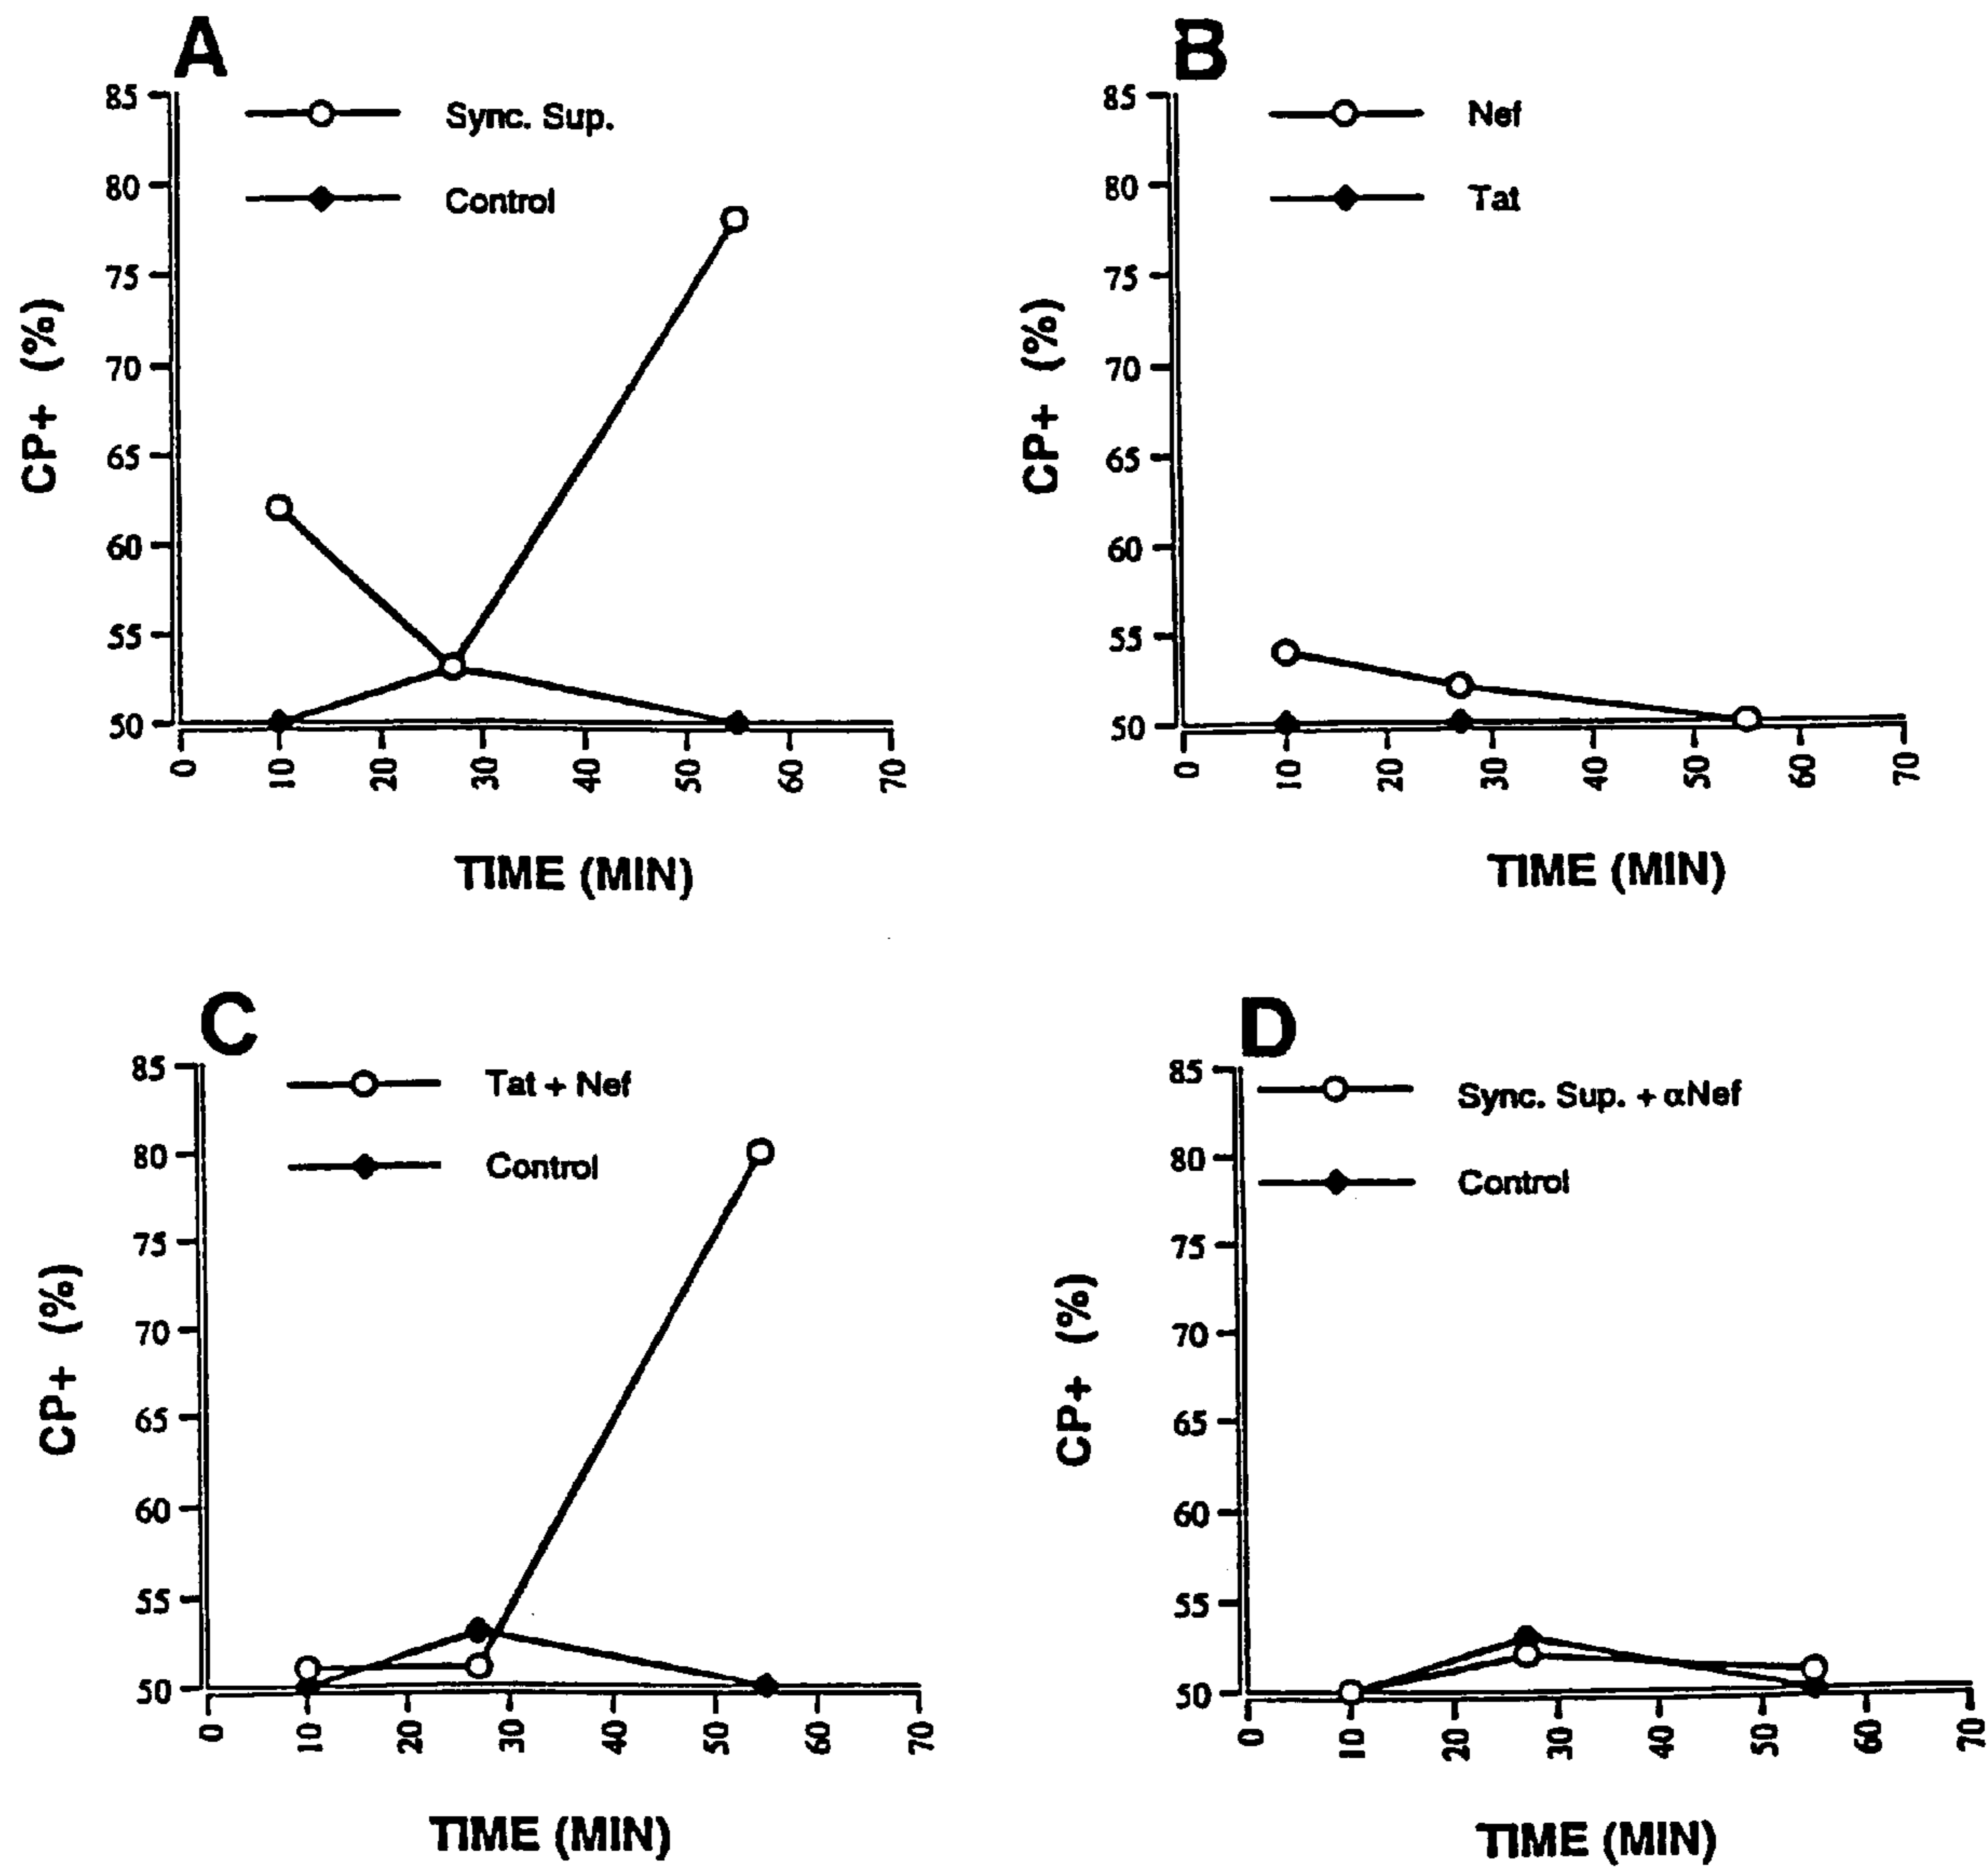 A
85
80
75
70
65
60
55
50
CP+ (%)
Sync. Sup.
Control
0 10 20 30 40 50 60 70
TIME (MIN)
B
85
80
75
70
65
60
55
50
CP+ (%)
Nef
Tat
0 10 20 30 40 50 60 70
TIME (MIN)
C
85
80
75
70
65
60
55
50
CP+ (%)
Tat + Nef
Control
0 10 20 30 40 50 60 70
TIME (MIN)
D
85
80
75
70
65
60
55
50
CP+ (%)
Sync. Sup. + αNef
Control
0 10 20 30 40 50 60 70
TIME (MIN)